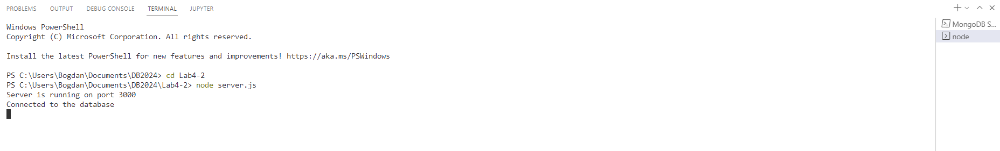 PROBLEMS OUTPUT DEBUG CONSOLE TERMINAL JUPYTER
Windows PowerShell
Copyright (C) Microsoft Corporation. All rights reserved.
Install the latest PowerShell for new features and improvements! https://aka.ms/PSWindows
PS C:\Users\Bogdan\Documents\DB2024> cd Lab4-2
PS C:\Users\Bogdan\Documents\DB2024\Lab4-2> node server.js
Server is running on port 3000
Connected to the database
MongoDB S...
node